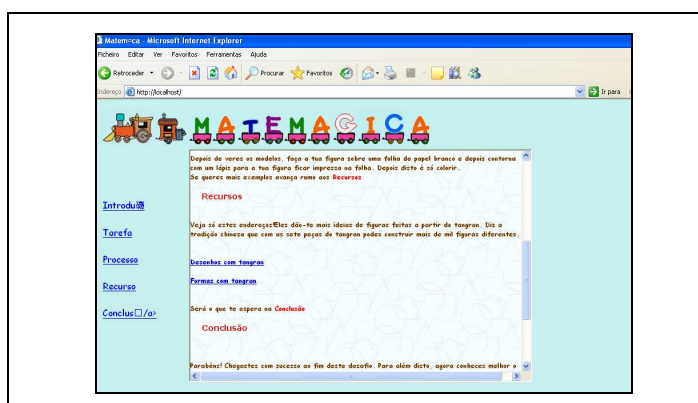 Matem¤ca - Microsoft Internet Explorer
Ficheiro Editar Ver Favoritos Ferramentas Ajuda
Retroceder Procurar Favoritos
Endereço http://localhost/ Ir para
MATEMAGICA
Depois de veres os modelos, faça a tua figura sobre uma folha de papel branco e depois contorna
com um lápis para a tua figura ficar impressa na folha. Depois disto é só colorir.
Se queres mais exemplos avança rumo aos Recursos
Recursos
Veja só estes endereços!Eles dão-te mais ideias de figuras feitas a partir do tangran. Diz a
tradição chinesa que com as sete peças do tangran podes construir mais de mil figuras diferentes.
Desenhos com tangran
Formas com tangran
Será o que te espera na Conclusão
Conclusão
Parabéns! Chegastes com sucesso ao fim deste desafio. Para além disto, agora conheces melhor o
Introdu
Tarefa
Processo
Recurso
Conclus□/a>